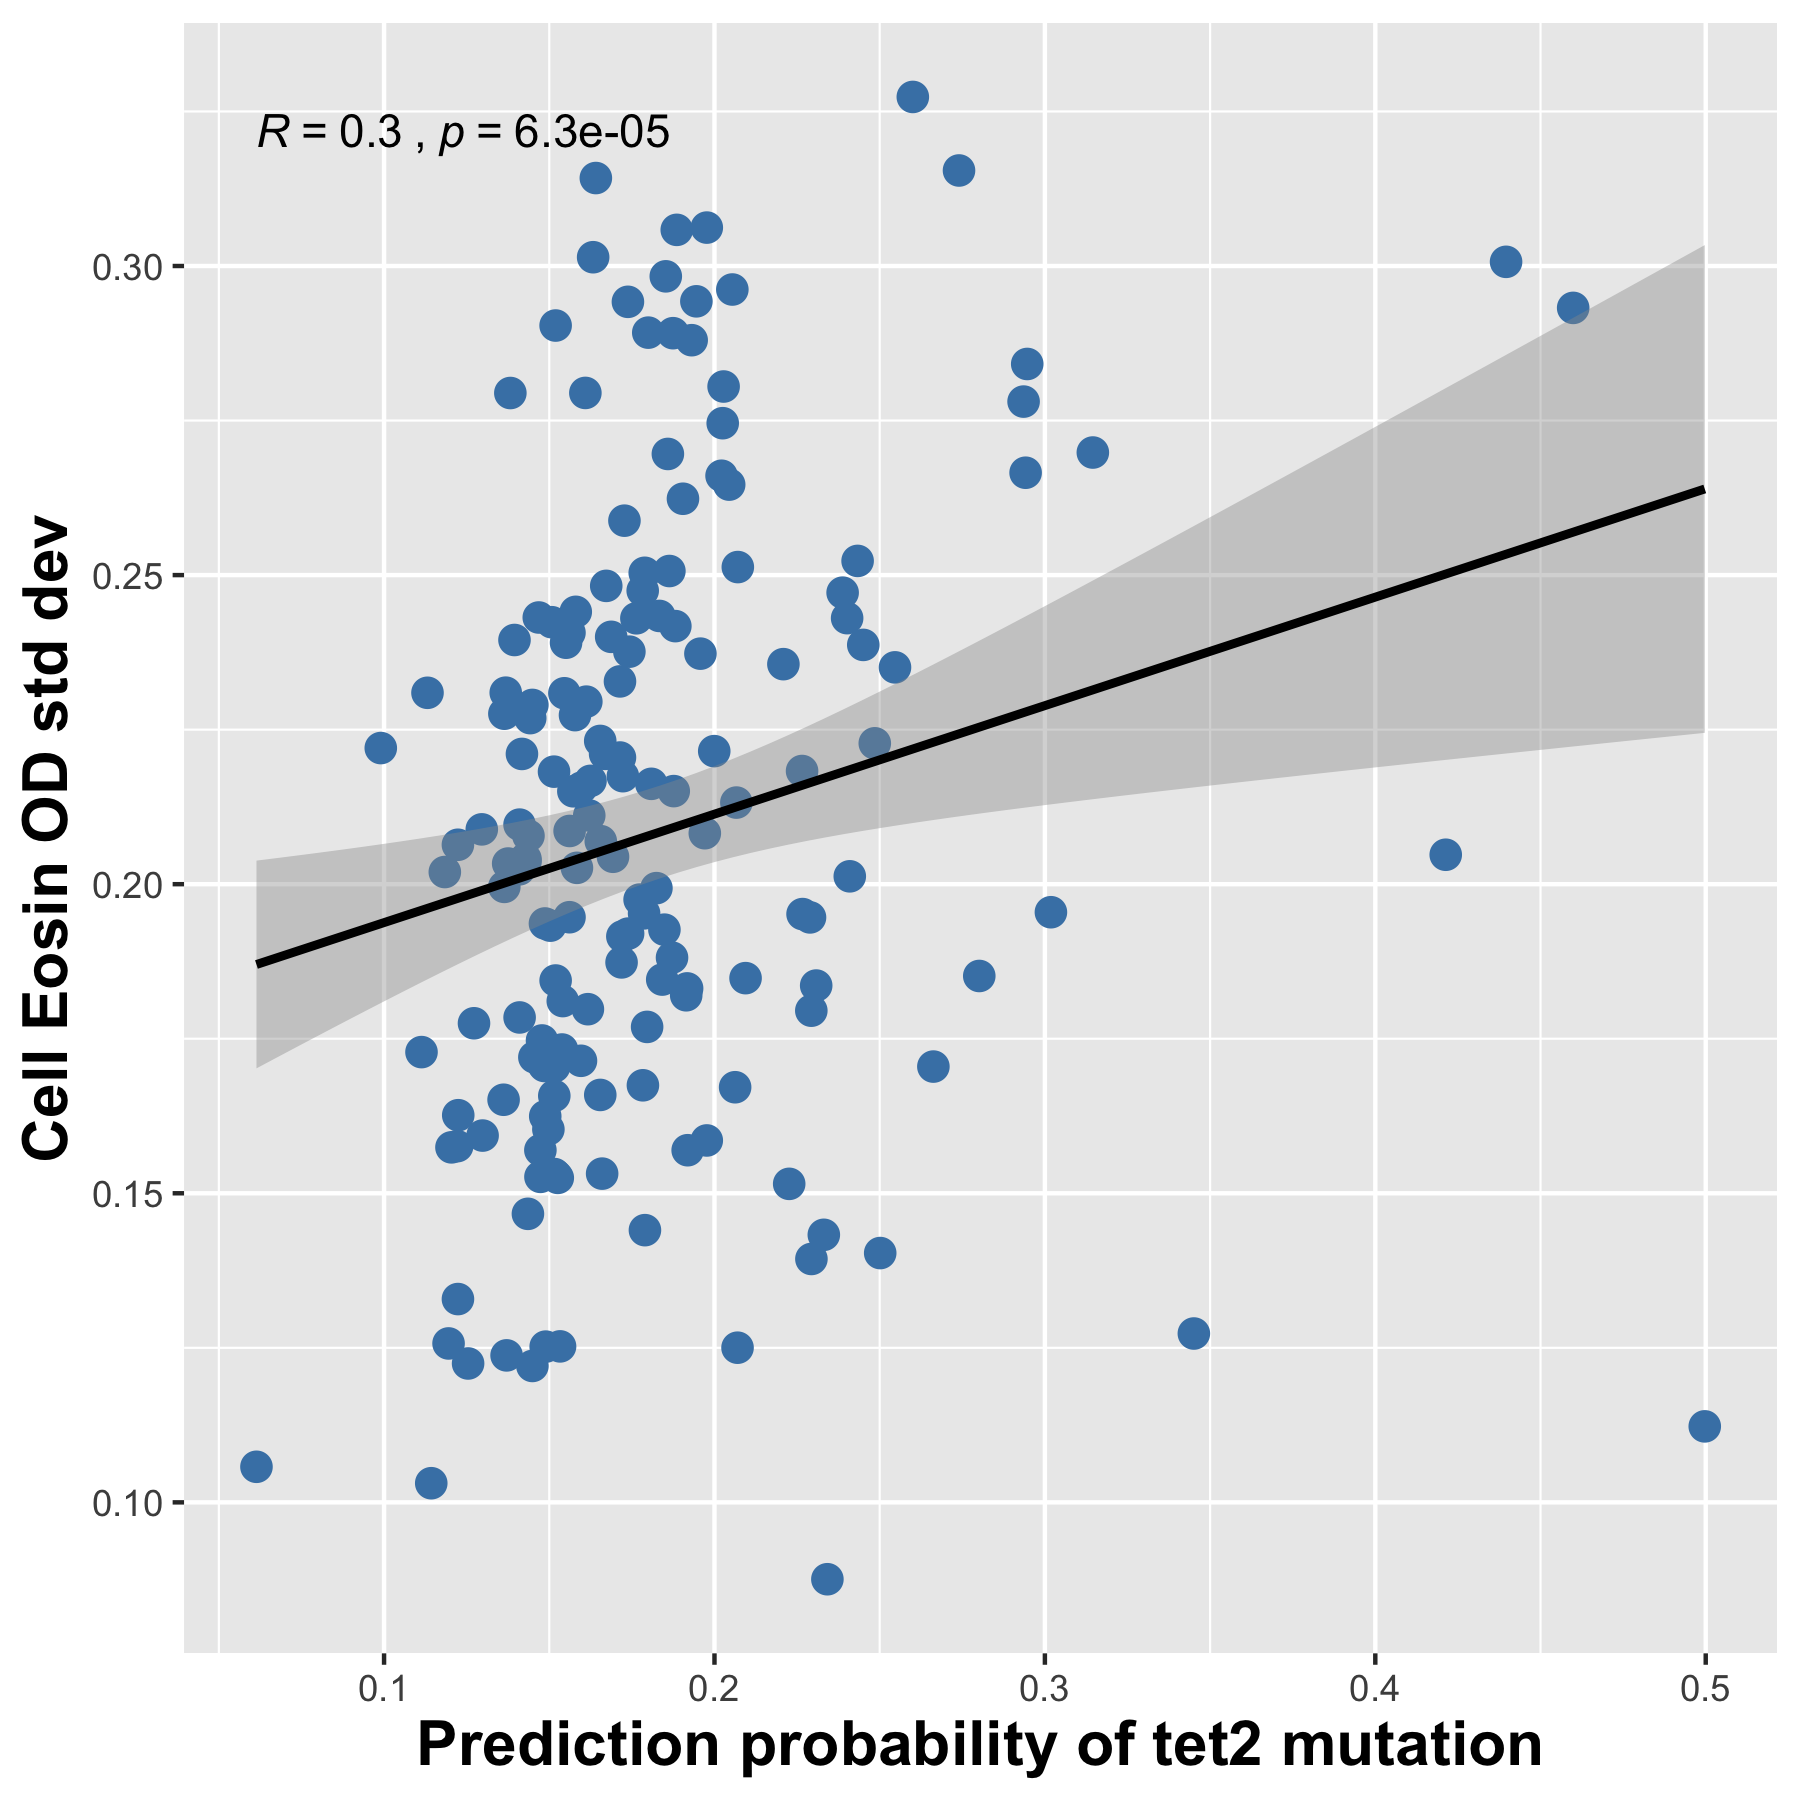 R = 0.3 , p = 6.3e-05
0.30
0.25
0.20
0.15
0.10
Cell Eosin OD std dev
0.1 0.2 0.3 0.4 0.5
Prediction probability of tet2 mutation